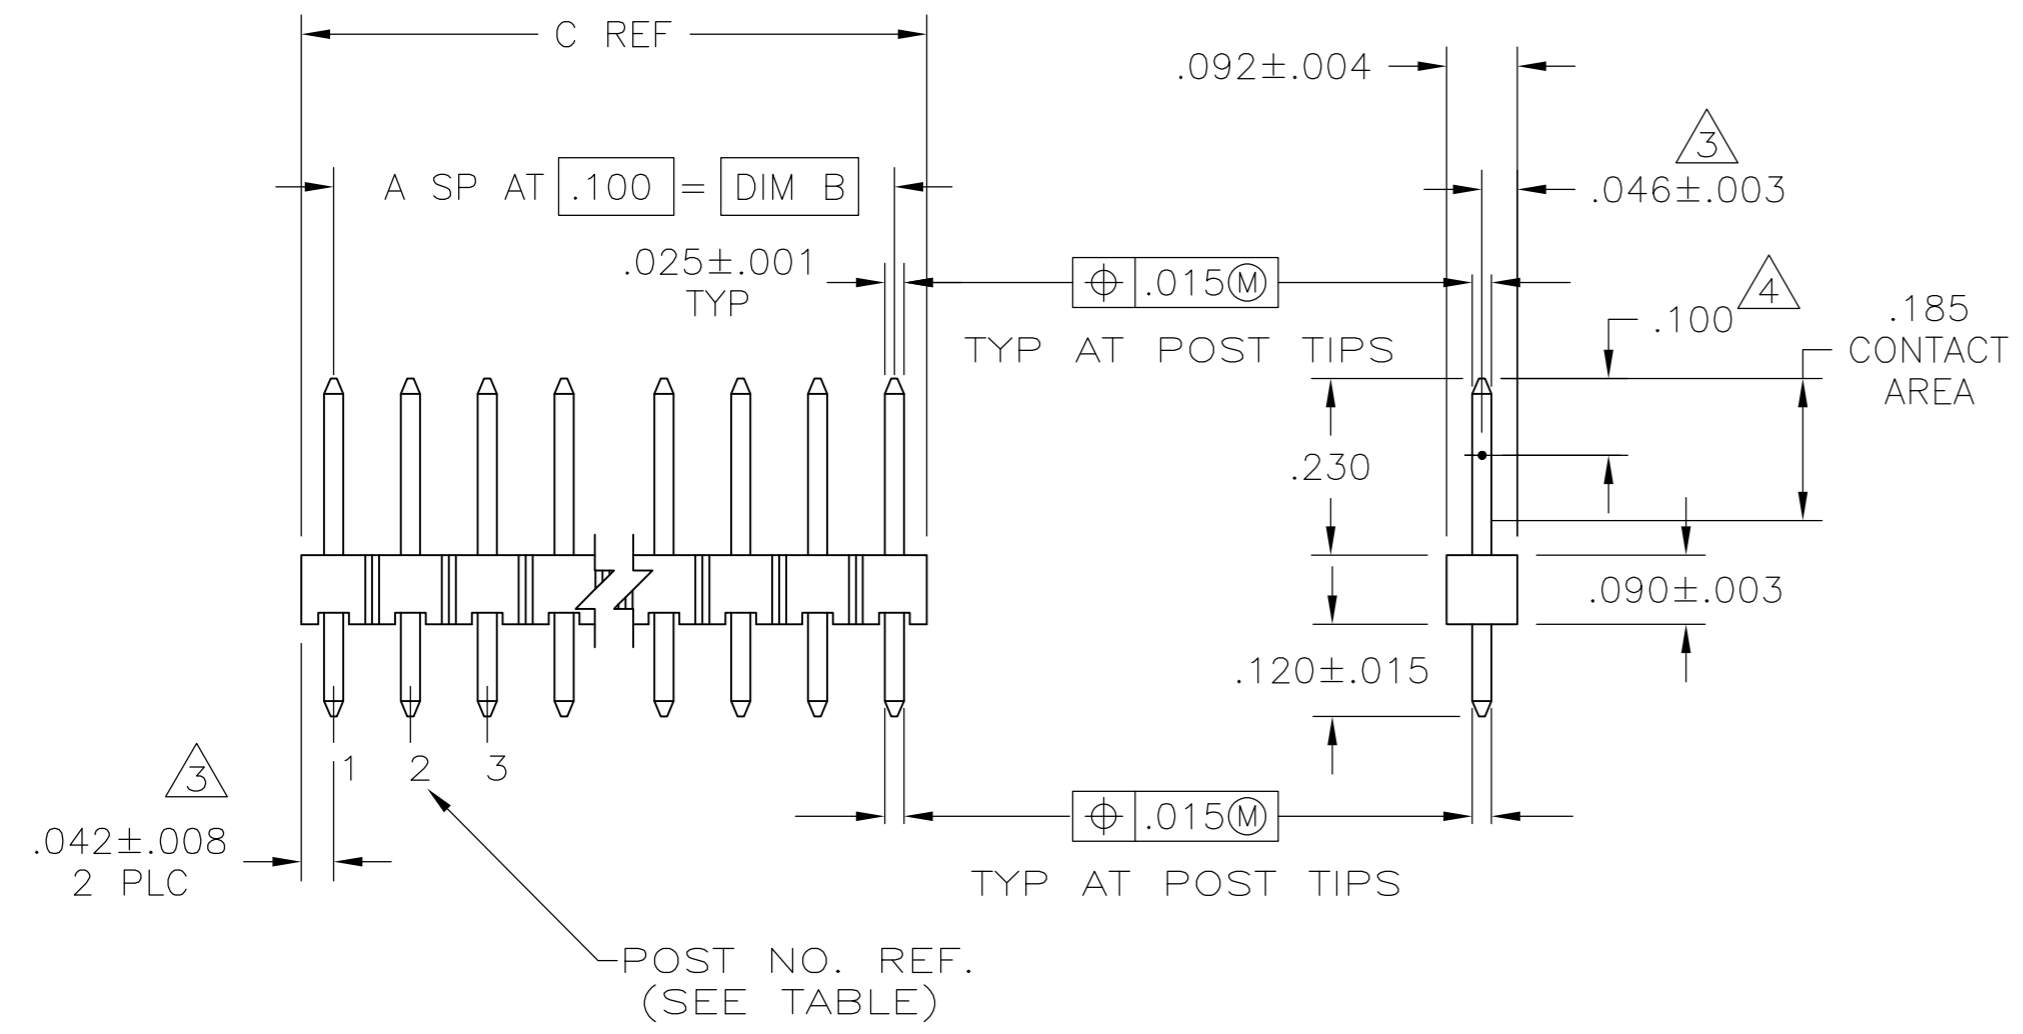 C REF
.092±.004
3
.046±.003
A SP AT .100 = DIM B
.025±.001
TYP
⌖ .015Ⓜ
TYP AT POST TIPS
4
.100
.185
CONTACT
AREA
.230
.090±.003
.120±.015
1 2 3
3
.042±.008
2 PLC
⌖ .015Ⓜ
TYP AT POST TIPS
POST NO. REF.
(SEE TABLE)